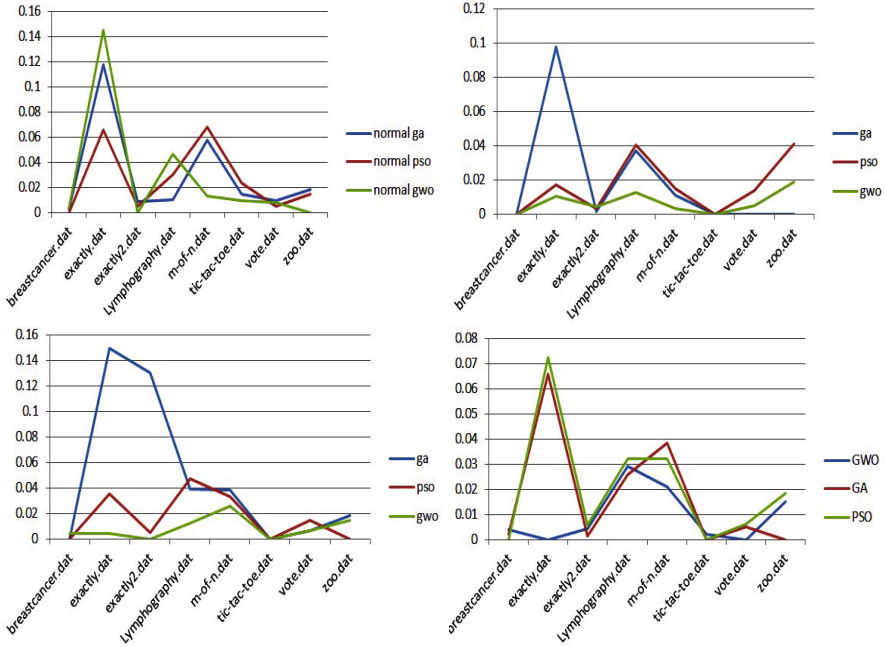 0.16
0.14
0.12
0.1
0.08
0.06
0.04
0.02
0
normal ga
normal pso
normal gwo
breastcancer.dat
exactly.dat
exactly2.dat
Lymphography.dat
m-of-n.dat
tic-tac-toe.dat
vote.dat
zoo.dat
0.12
0.1
0.08
0.06
0.04
0.02
0
ga
pso
gwo
breastcancer.dat
exactly.dat
exactly2.dat
Lymphography.dat
m-of-n.dat
tic-tac-toe.dat
vote.dat
zoo.dat
0.16
0.14
0.12
0.1
0.08
0.06
0.04
0.02
0
ga
pso
gwo
breastcancer.dat
exactly.dat
exactly2.dat
Lymphography.dat
m-of-n.dat
tic-tac-toe.dat
vote.dat
zoo.dat
0.08
0.07
0.06
0.05
0.04
0.03
0.02
0.01
0
GWO
GA
PSO
breastcancer.dat
exactly.dat
exactly2.dat
Lymphography.dat
m-of-n.dat
tic-tac-toe.dat
vote.dat
zoo.dat